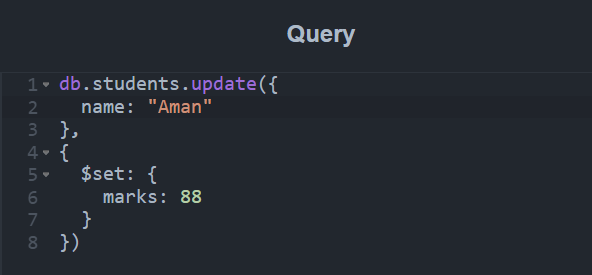 Query
1 db.students.update({
2   name: "Aman"
3 },
4 {
5   $set: {
6     marks: 88
7   }
8 })